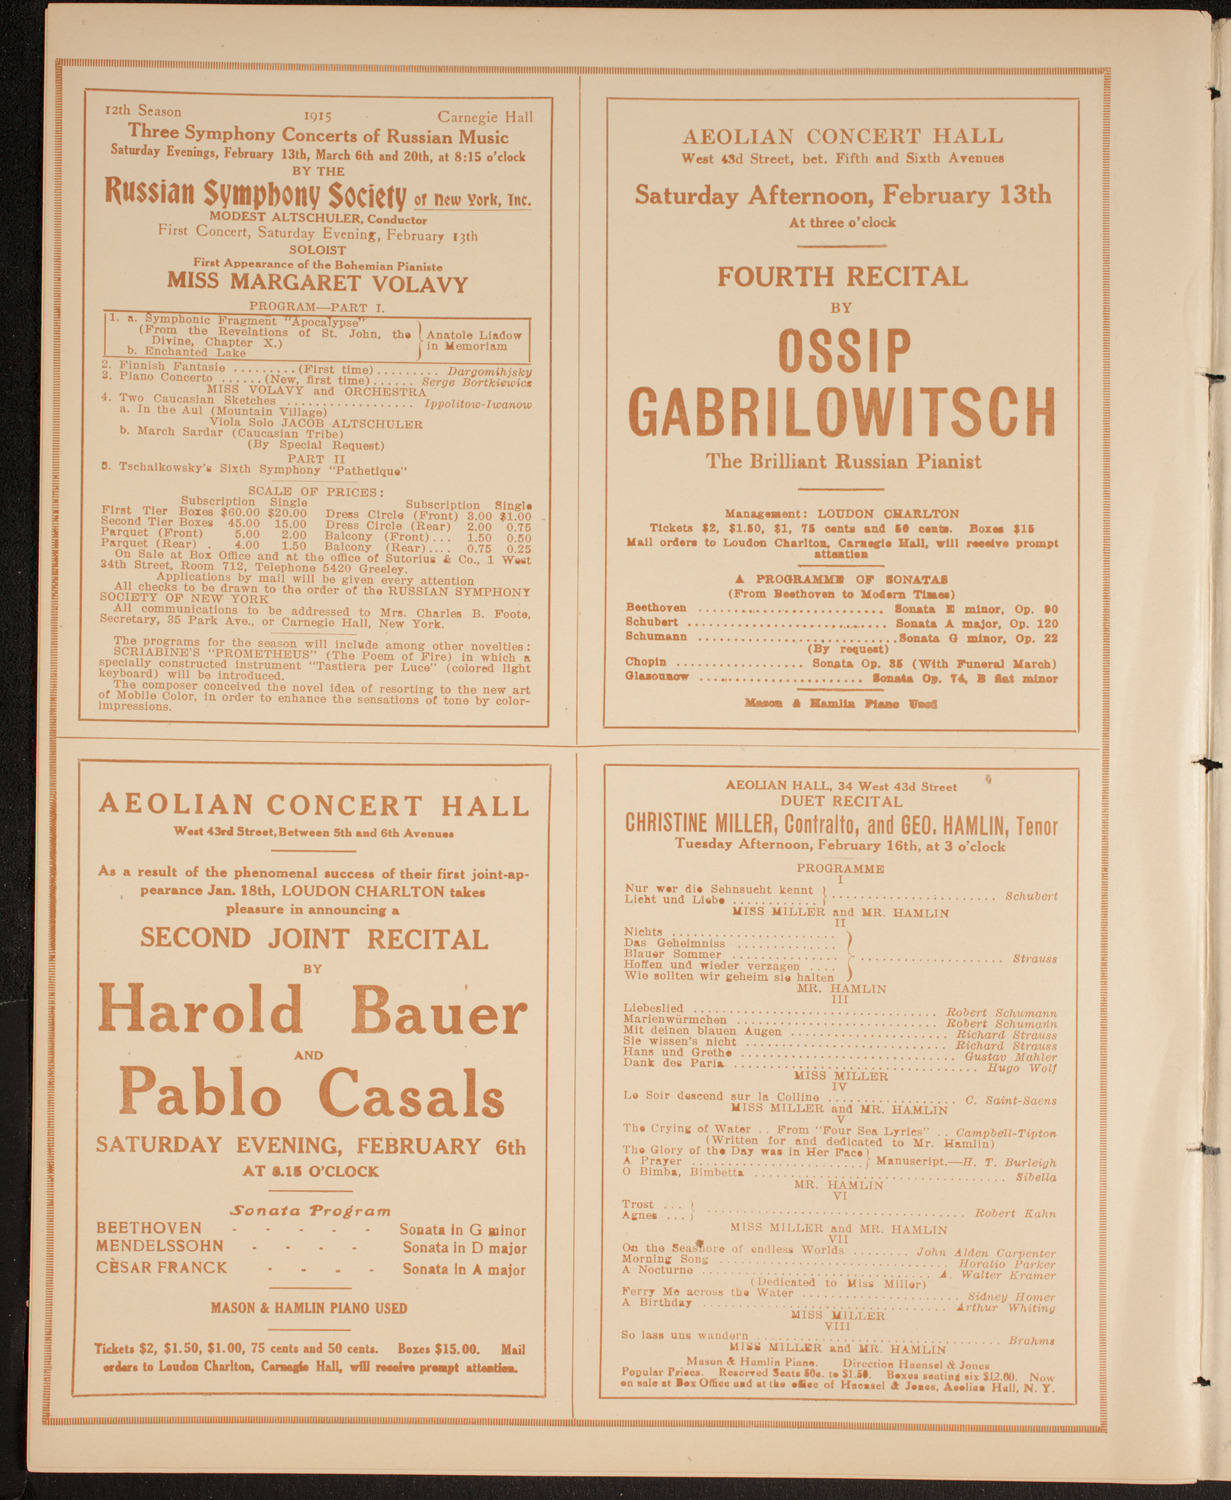 12th Season 1915 Carnegie Hall
Three Symphony Concerts of Russian Music
Saturday Evenings, February 13th, March 6th and 20th, at 8:15 o'clock
BY THE
Russian Symphony Society of New York, Inc.
MODEST ALTSCHULER, Conductor
First Concert, Saturday Evening, February 13th
SOLOIST
First Appearance of the Bohemian Pianiste
MISS MARGARET VOLAVY
PROGRAM—PART I.
1. a. Symphonic Fragment "Apocalypse"
(From the Revelations of St. John, the
Divine, Chapter X.)
b. Enchanted Lake
Anatole Liadow
in Memoriam
2. Finnish Fantasie ......... (First time) ......... Dargomihjsky
3. Piano Concerto ...... (New, first time) ...... Serge Bortkiewicz
MISS VOLAVY and ORCHESTRA
4. Two Caucasian Sketches .................. Ippolitow-Iwanow
a. In the Aul (Mountain Village)
Viola Solo JACOB ALTSCHULER
b. March Sardar (Caucasian Tribe)
(By Special Request)
PART II
5. Tschaikowsky's Sixth Symphony "Pathetique"
SCALE OF PRICES:
Subscription Single Subscription Single
First Tier Boxes $60.00 $20.00 Dress Circle (Front) 3.00 $1.00
Second Tier Boxes 45.00 15.00 Dress Circle (Rear) 2.00 0.75
Parquet (Front) 5.00 2.00 Balcony (Front)... 1.50 0.50
Parquet (Rear) . 4.00 1.50 Balcony (Rear).... 0.75 0.25
On Sale at Box Office and at the office of Sutorius & Co., 1 West
34th Street, Room 712, Telephone 5420 Greeley.
Applications by mail will be given every attention
All checks to be drawn to the order of the RUSSIAN SYMPHONY
SOCIETY OF NEW YORK
All communications to be addressed to Mrs. Charles B. Foote,
Secretary, 35 Park Ave., or Carnegie Hall, New York.
The programs for the season will include among other novelties:
SCRIABINE'S "PROMETHEUS" (The Poem of Fire) in which a
specially constructed instrument "Tastiera per Luce" (colored light
keyboard) will be introduced.
The composer conceived the novel idea of resorting to the new art
of Mobile Color, in order to enhance the sensations of tone by color-
impressions.
AEOLIAN CONCERT HALL
West 43d Street, bet. Fifth and Sixth Avenues
Saturday Afternoon, February 13th
At three o'clock
FOURTH RECITAL
BY
OSSIP
GABRILOWITSCH
The Brilliant Russian Pianist
Management: LOUDON CHARLTON
Tickets $2, $1.50, $1, 75 cents and 50 cents. Boxes $15
Mail orders to Loudon Charlton, Carnegie Hall, will receive prompt
attention
A PROGRAMME OF SONATAS
(From Beethoven to Modern Times)
Beethoven .......................... Sonata E minor, Op. 90
Schubert ............................ Sonata A major, Op. 120
Schumann ............................Sonata G minor, Op. 22
(By request)
Chopin .................. Sonata Op. 35 (With Funeral March)
Glazounow ....................... Sonata Op. 74, B flat minor
Mason & Hamlin Piano Used
AEOLIAN CONCERT HALL
West 43rd Street, Between 5th and 6th Avenues
As a result of the phenomenal success of their first joint-ap-
pearance Jan. 18th, LOUDON CHARLTON takes
pleasure in announcing a
SECOND JOINT RECITAL
BY
Harold Bauer
AND
Pablo Casals
SATURDAY EVENING, FEBRUARY 6th
AT 8.15 O'CLOCK
Sonata Program
BEETHOVEN - - - - - Sonata in G minor
MENDELSSOHN - - - - Sonata in D major
CÈSAR FRANCK - - - - Sonata in A major
MASON & HAMLIN PIANO USED
Tickets $2, $1.50, $1.00, 75 cents and 50 cents. Boxes $15.00. Mail
orders to Loudon Charlton, Carnegie Hall, will receive prompt attention.
AEOLIAN HALL, 34 West 43d Street
DUET RECITAL
CHRISTINE MILLER, Contralto, and GEO. HAMLIN, Tenor
Tuesday Afternoon, February 16th, at 3 o'clock
PROGRAMME
I
Nur wer die Sehnsucht kennt
Licht und Liebe ............ ....................... Schubert
MISS MILLER and MR. HAMLIN
II
Nichts .......................
Das Geheimniss ..............
Blauer Sommer ...............
Hoffen und wieder verzagen ....
Wie sollten wir geheim sie halten
.................... Strauss
MR. HAMLIN
III
Liebeslied .................................. Robert Schumann
Marienwürmchen ............................ Robert Schumann
Mit deinen blauen Augen ...................... Richard Strauss
Sie wissen's nicht ............................ Richard Strauss
Hans und Grethe .............................. Gustav Mahler
Dank des Paria .................................. Hugo Wolf
MISS MILLER
IV
Le Soir descend sur la Colline .................. C. Saint-Saens
MISS MILLER and MR. HAMLIN
V
The Crying of Water .. From "Four Sea Lyrics" .. Campbell-Tipton
(Written for and dedicated to Mr. Hamlin)
The Glory of the Day was in Her Face
A Prayer ........................ Manuscript.—H. T. Burleigh
O Bimba, Bimbetta .................................... Sibella
MR. HAMLIN
VI
Trost ...
Agnes ... .................................... Robert Kahn
MISS MILLER and MR. HAMLIN
VII
On the Seashore of endless Worlds ........ John Alden Carpenter
Morning Song ................................. Horatio Parker
A Nocturne ................................. A. Walter Kramer
(Dedicated to Miss Miller)
Ferry Me across the Water ...................... Sidney Homer
A Birthday .................................. Arthur Whiting
MISS MILLER
VIII
So lass uns wandern .................................. Brahms
MISS MILLER and MR. HAMLIN
Mason & Hamlin Piano. Direction Haensel & Jones
Popular Prices. Reserved Seats 50c. to $1.50. Boxes seating six $12.00. Now
on sale at Box Office and at the office of Haensel & Jones, Aeolian Hall, N. Y.